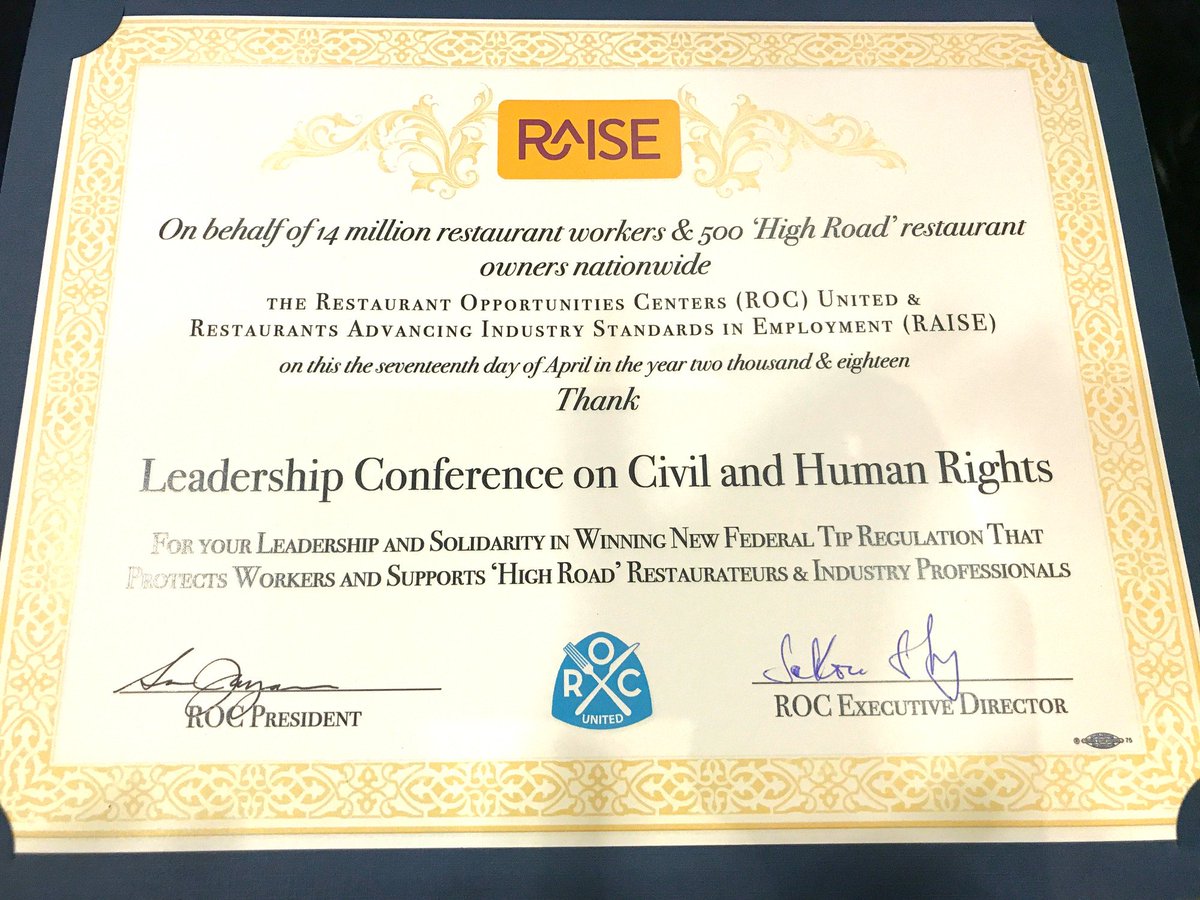 RAISE
On behalf of 14 million restaurant workers & 500 ‘High Road’ restaurant
owners nationwide
THE RESTAURANT OPPORTUNITIES CENTERS (ROC) UNITED &
RESTAURANTS ADVANCING INDUSTRY STANDARDS IN EMPLOYMENT (RAISE)
on this the seventeenth day of April in the year two thousand & eighteen
Thank
Leadership Conference on Civil and Human Rights
FOR YOUR LEADERSHIP AND SOLIDARITY IN WINNING NEW FEDERAL TIP REGULATION THAT
PROTECTS WORKERS AND SUPPORTS ‘HIGH ROAD’ RESTAURATEURS & INDUSTRY PROFESSIONALS
ROC UNITED
ROC PRESIDENT
ROC EXECUTIVE DIRECTOR